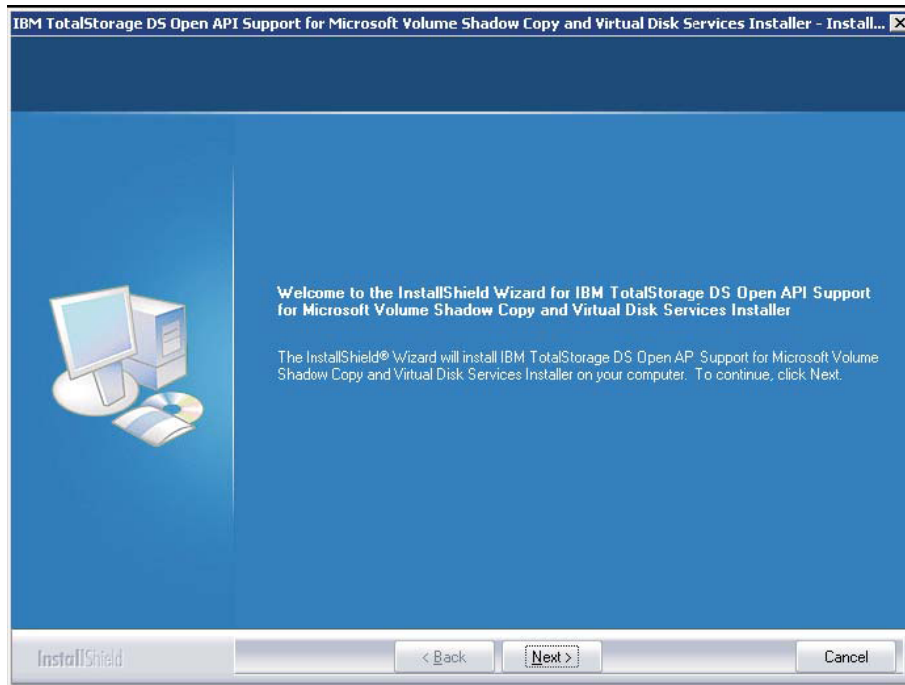 IBM TotalStorage DS Open API Support for Microsoft Volume Shadow Copy and Virtual Disk Services Installer - Install...
Welcome to the InstallShield Wizard for IBM TotalStorage DS Open API Support
for Microsoft Volume Shadow Copy and Virtual Disk Services Installer
The InstallShield® Wizard will install IBM TotalStorage DS Open AP Support for Microsoft Volume
Shadow Copy and Virtual Disk Services Installer on your computer. To continue, click Next.
InstallShield
< Back
Next >
Cancel